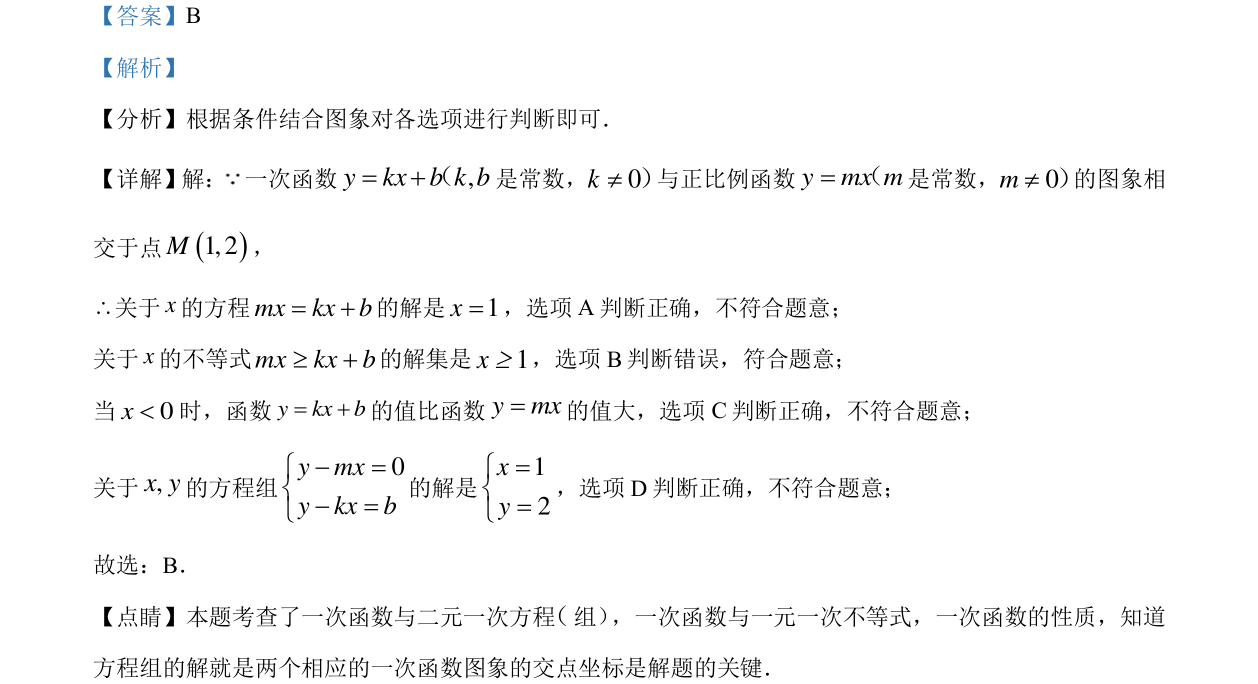 【答案】B
【解析】
【分析】根据条件结合图象对各选项进行判断即可．
【详解】解：∵一次函数 y = kx + b（k, b 是常数，k ≠ 0）与正比例函数 y = mx（m 是常数，m ≠ 0）的图象相
交于点 M (1, 2)，
∴关于 x 的方程 mx = kx + b 的解是 x = 1，选项 A 判断正确，不符合题意；
关于 x 的不等式 mx ≥ kx + b 的解集是 x ≥ 1，选项 B 判断错误，符合题意；
当 x < 0 时，函数 y = kx + b 的值比函数 y = mx 的值大，选项 C 判断正确，不符合题意；
关于 x, y 的方程组 { y − mx = 0 y − kx = b 的解是 { x = 1 y = 2 ，选项 D 判断正确，不符合题意；
故选：B．
【点睛】本题考查了一次函数与二元一次方程（组），一次函数与一元一次不等式，一次函数的性质，知道
方程组的解就是两个相应的一次函数图象的交点坐标是解题的关键．